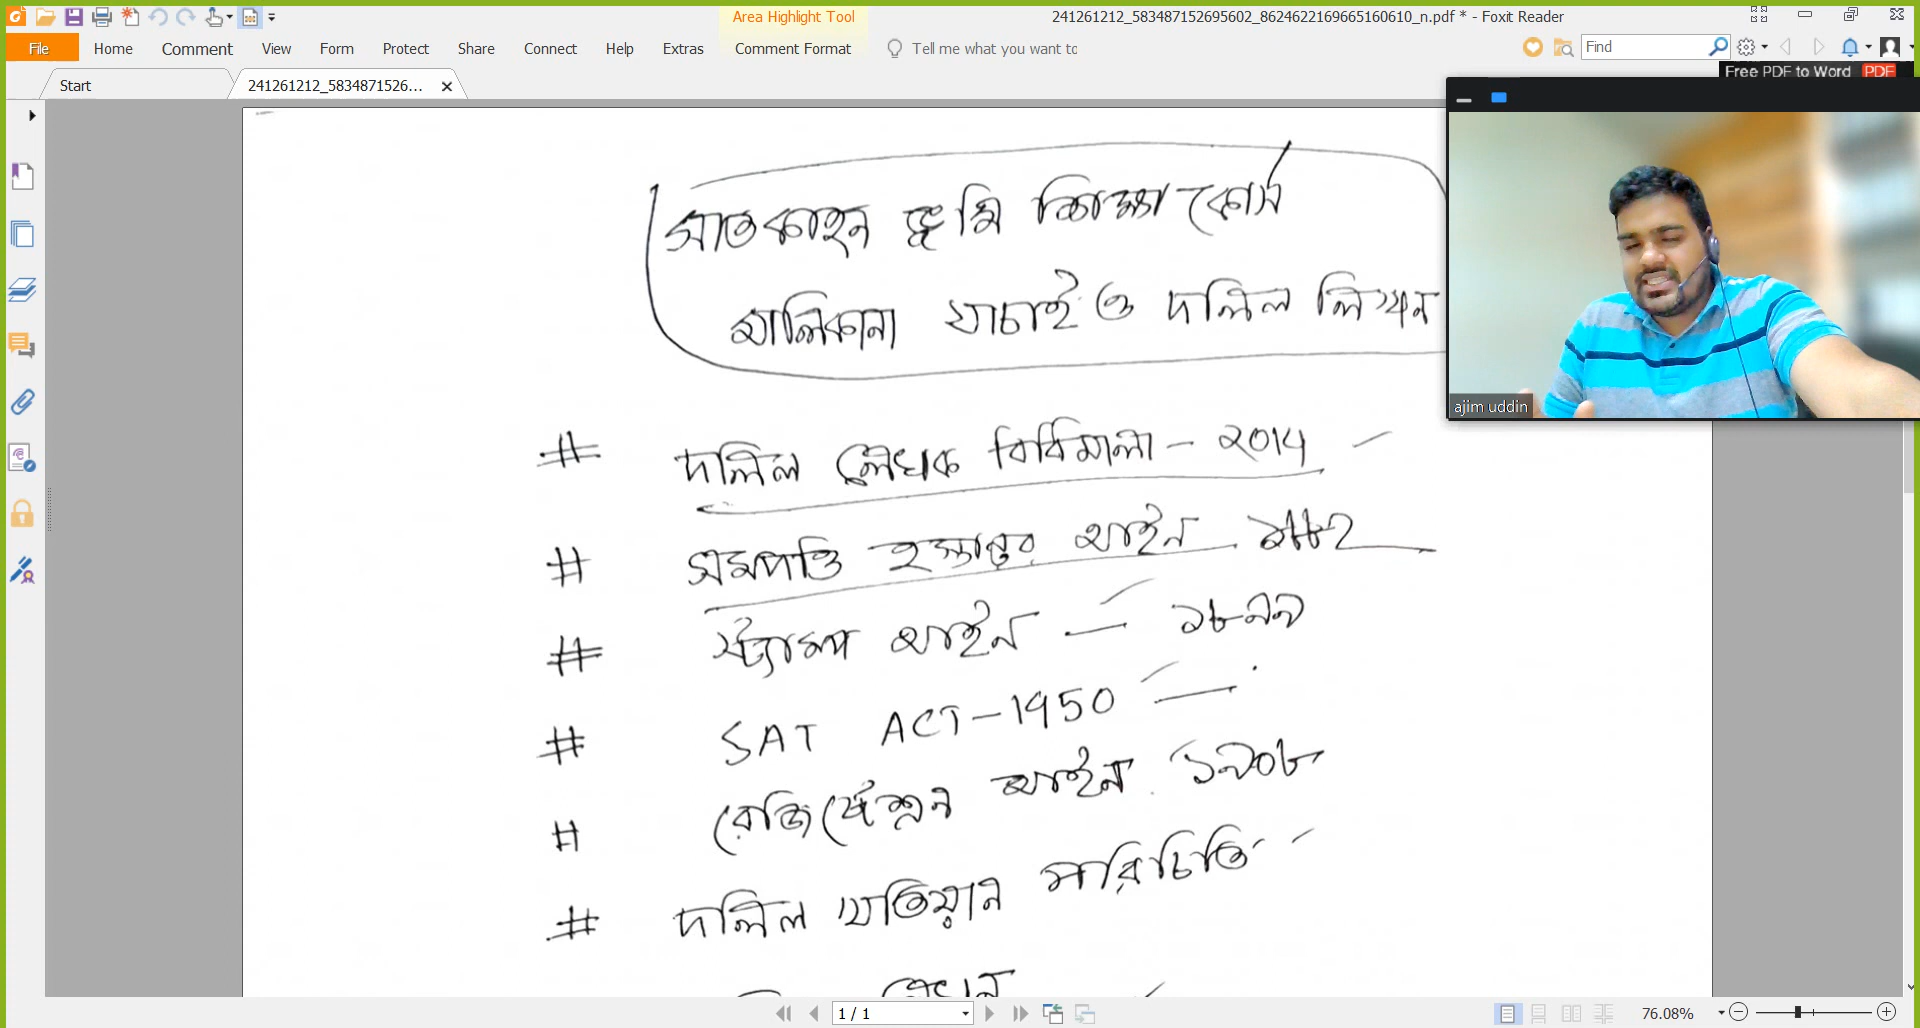 Area Highlight Tool
241261212_583487152695602_8624622169665160610_n.pdf * - Foxit Reader
File Home Comment View Form Protect Share Connect Help Extras Comment Format Tell me what you want to Find
Free PDF to Word PDF
Start 241261212_5834871526...
সাতকাহন ভূমি শিক্ষা কোর্স
মালিকানা যাচাই ও দলিল লিখন
# দলিল লেখক বিধিমালা - ২০১৪
# সম্পত্তি হস্তান্তর আইন ১৮৮২
# স্ট্যাম্প আইন - ১৮৯৯
# SAT ACT-1950
# রেজিস্ট্রেশন আইন ১৯০৮
# দলিল খতিয়ান পরিচিতি
ajim uddin
1 / 1
76.08%